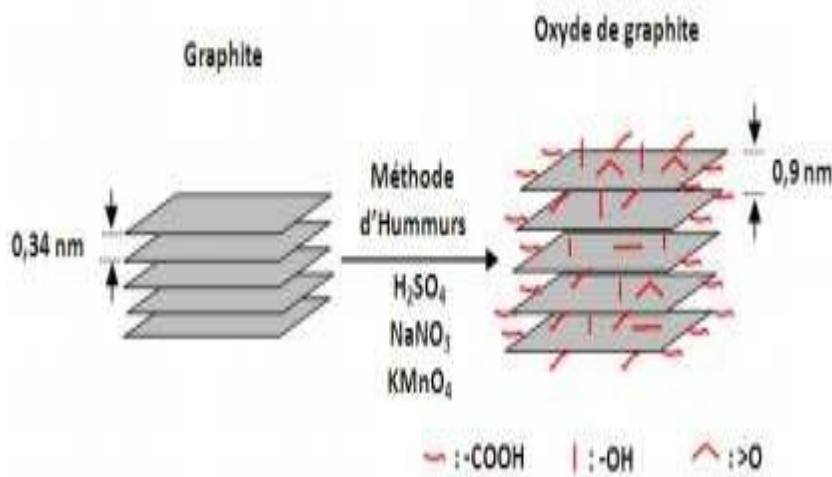 Graphite
Oxyde de graphite
0,34 nm
Méthode
d'Hummurs
H₂SO₄
NaNO₃
KMnO₄
0,9 nm
: -COOH
: -OH
: >O